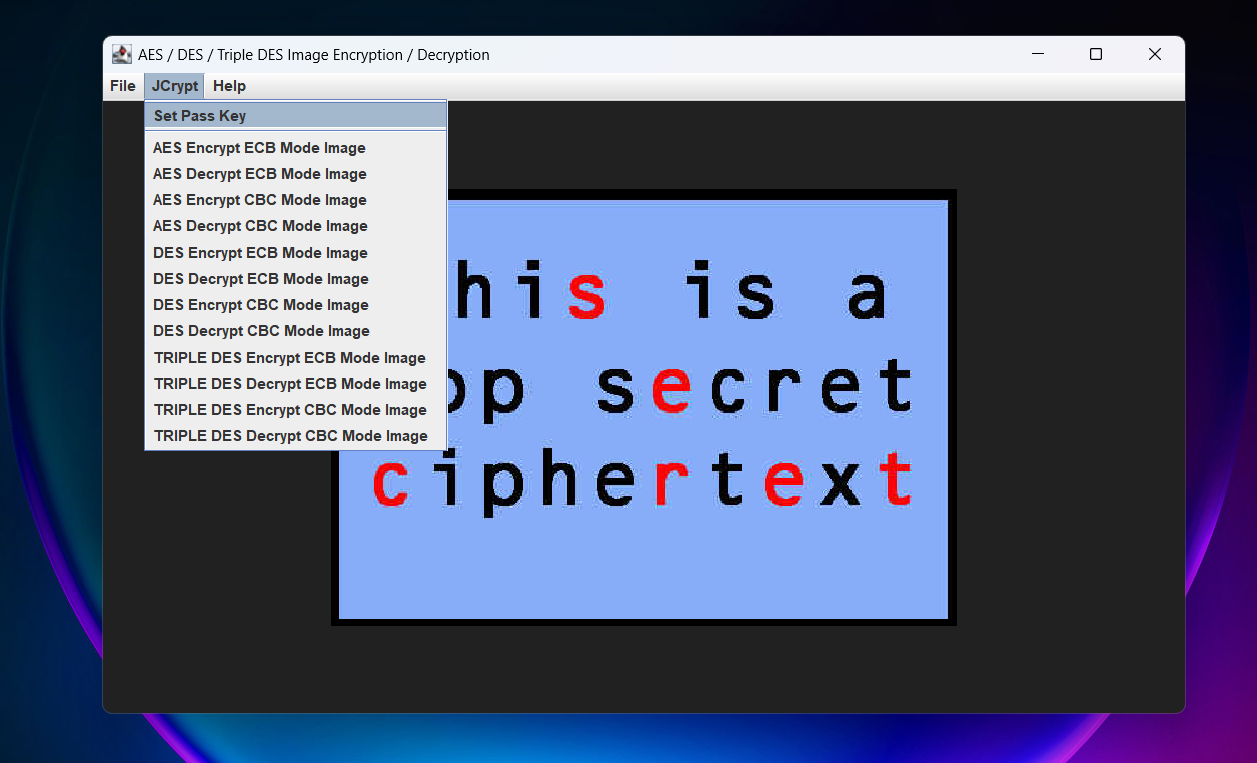 AES / DES / Triple DES Image Encryption / Decryption
File JCrypt Help
Set Pass Key
AES Encrypt ECB Mode Image
AES Decrypt ECB Mode Image
AES Encrypt CBC Mode Image
AES Decrypt CBC Mode Image
DES Encrypt ECB Mode Image
DES Decrypt ECB Mode Image
DES Encrypt CBC Mode Image
DES Decrypt CBC Mode Image
TRIPLE DES Encrypt ECB Mode Image
TRIPLE DES Decrypt ECB Mode Image
TRIPLE DES Encrypt CBC Mode Image
TRIPLE DES Decrypt CBC Mode Image
his is a
op secret
ciphertext